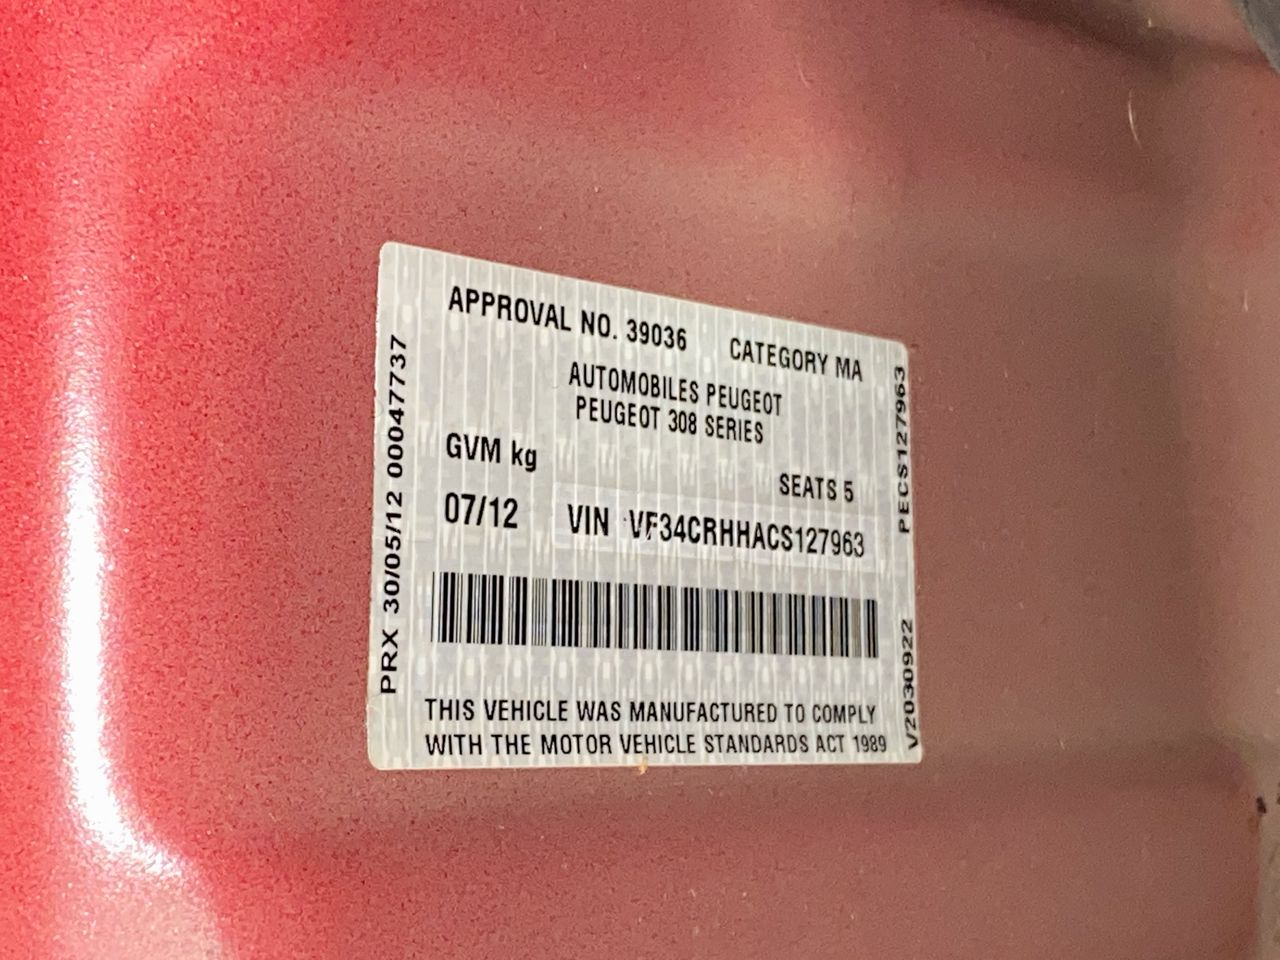 APPROVAL NO. 39036 CATEGORY MA
AUTOMOBILES PEUGEOT
PEUGEOT 308 SERIES
GVM kg
SEATS 5
07/12 VIN VF34CRHHACS127963
THIS VEHICLE WAS MANUFACTURED TO COMPLY
WITH THE MOTOR VEHICLE STANDARDS ACT 1989
PRX 30/05/12 00047737
V2030922 PECS127963